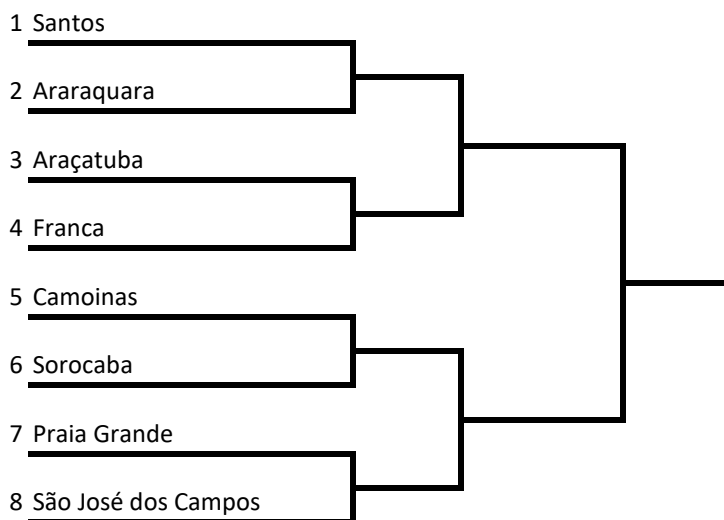 1 Santos
2 Araraquara
3 Araçatuba
4 Franca
5 Camoinas
6 Sorocaba
7 Praia Grande
8 São José dos Campos